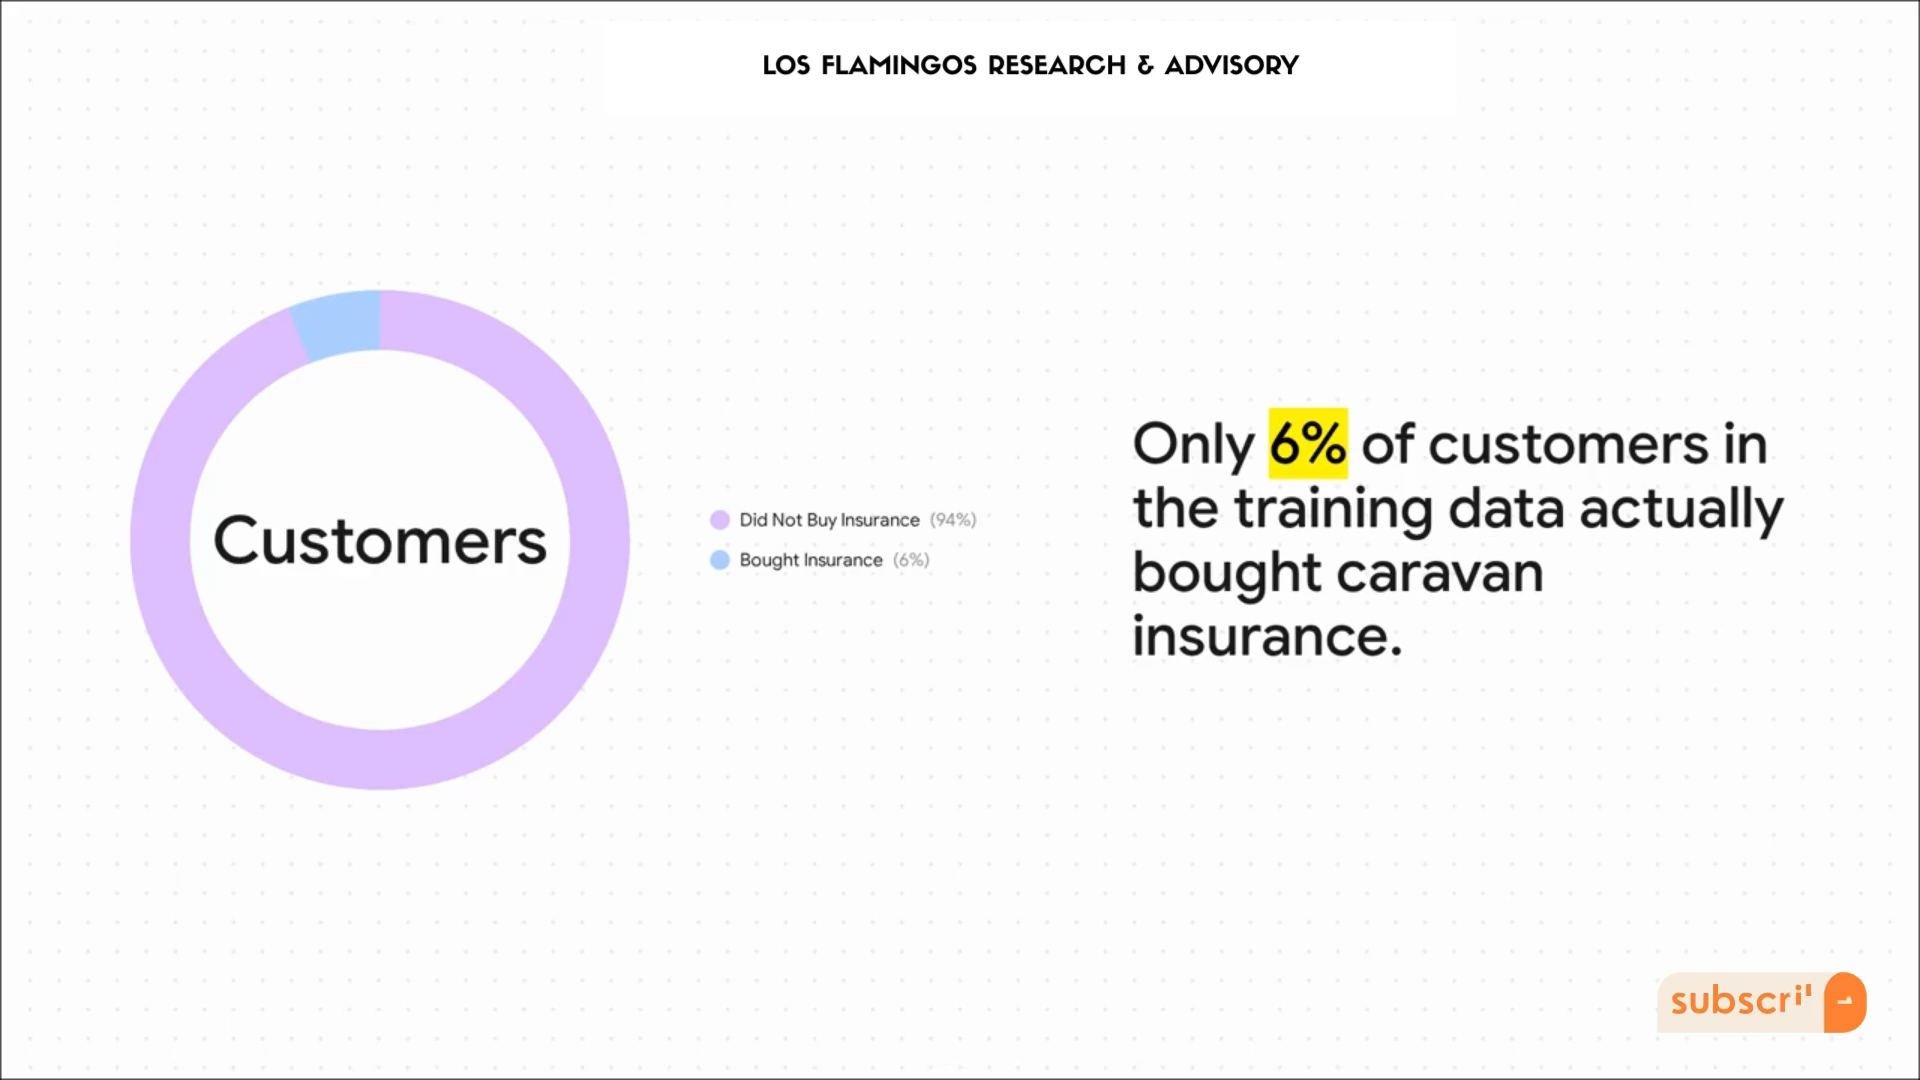 LOS FLAMINGOS RESEARCH & ADVISORY
Customers
Did Not Buy Insurance (94%)
Bought Insurance (6%)
Only 6% of customers in
the training data actually
bought caravan
insurance.